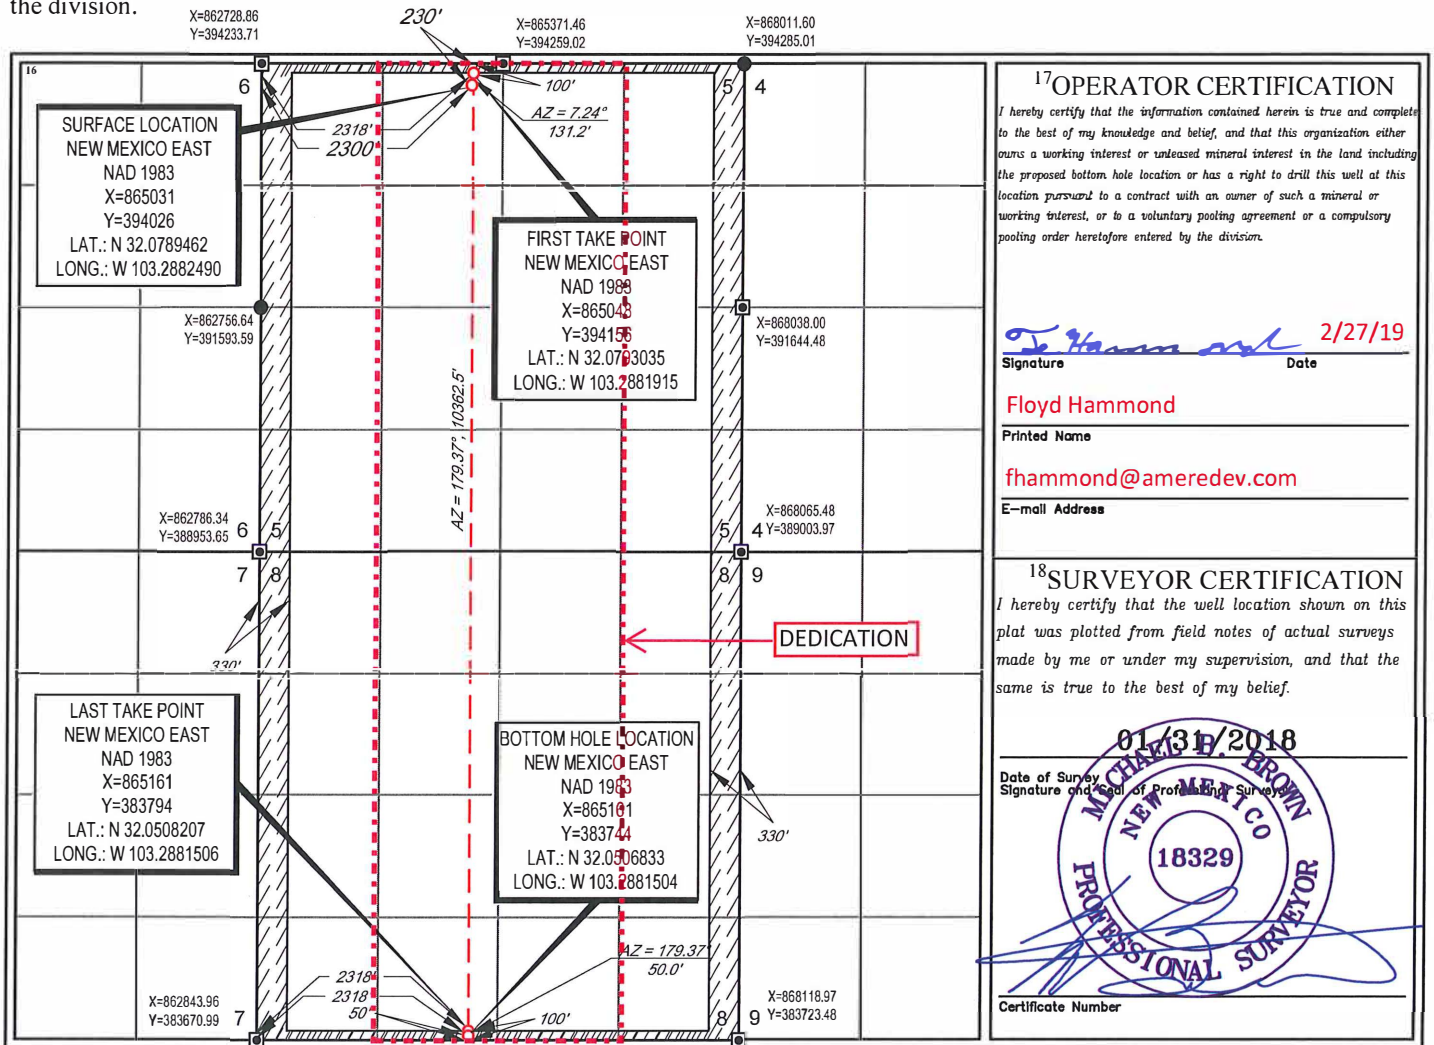 the division.
X=862728.86
Y=394233.71
230'
X=865371.46
Y=394259.02
X=868011.60
Y=394285.01
16
6
5
4
100'
AZ = 7.24°
131.2'
2318'
2300'
SURFACE LOCATION
NEW MEXICO EAST
NAD 1983
X=865031
Y=394026
LAT.: N 32.0789462
LONG.: W 103.2882490
FIRST TAKE POINT
NEW MEXICO EAST
NAD 1983
X=865048
Y=394156
LAT.: N 32.0793035
LONG.: W 103.2881915
X=862756.64
Y=391593.59
X=868038.00
Y=391644.48
AZ = 179.37°, 10362.5'
X=862786.34
Y=388953.65
6
5
5
4
X=868065.48
Y=389003.97
7
8
8
9
330'
DEDICATION
LAST TAKE POINT
NEW MEXICO EAST
NAD 1983
X=865161
Y=383794
LAT.: N 32.0508207
LONG.: W 103.2881506
BOTTOM HOLE LOCATION
NEW MEXICO EAST
NAD 1983
X=865161
Y=383744
LAT.: N 32.0506833
LONG.: W 103.2881504
330'
AZ = 179.37°
50.0'
2318'
2318
50'
100'
X=862843.96
Y=383670.99
7
8
9
X=868118.97
Y=383723.48
17OPERATOR CERTIFICATION
I hereby certify that the information contained herein is true and complete
to the best of my knowledge and belief, and that this organization either
owns a working interest or unleased mineral interest in the land including
the proposed bottom hole location or has a right to drill this well at this
location pursuant to a contract with an owner of such a mineral or
working interest, or to a voluntary pooling agreement or a compulsory
pooling order heretofore entered by the division.
2/27/19
Signature Date
Floyd Hammond
Printed Name
fhammond@ameredev.com
E-mail Address
18SURVEYOR CERTIFICATION
I hereby certify that the well location shown on this
plat was plotted from field notes of actual surveys
made by me or under my supervision, and that the
same is true to the best of my belief.
01/31/2018
Date of Survey
Signature and Seal of Professional Surveyor
MICHAEL B. BROWN
NEW MEXICO
18329
PROFESSIONAL SURVEYOR
Certificate Number